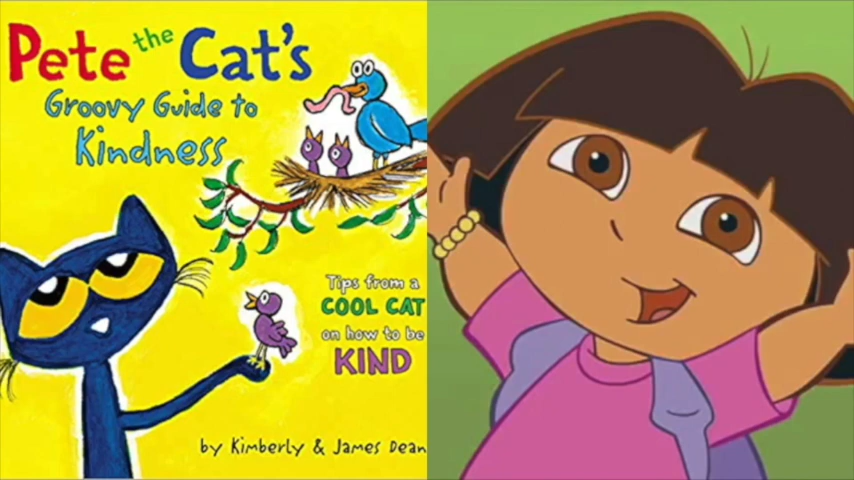 Pete the Cat's
Groovy Guide to
Kindness
Tips from a
COOL CAT
on how to be
KIND
by Kimberly & James Dean